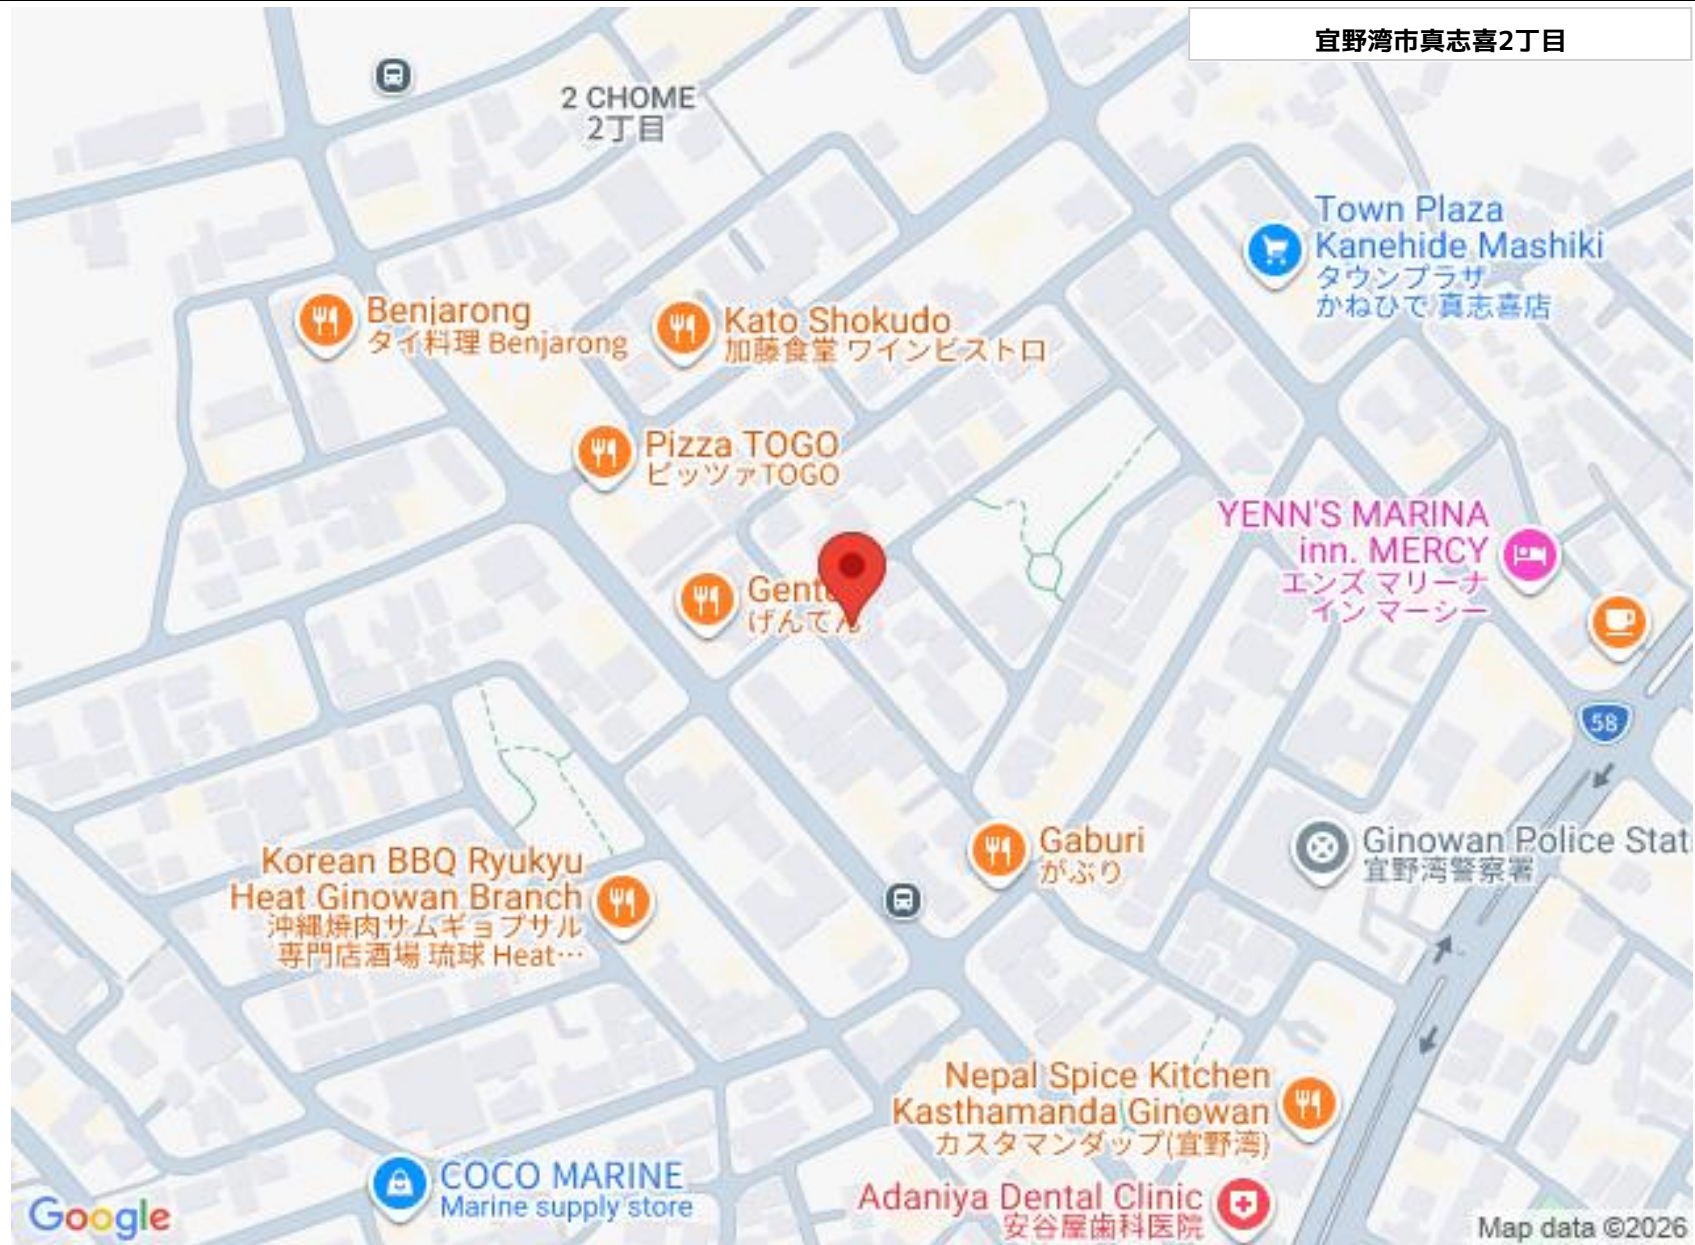 宜野湾市真志喜2丁目
2 CHOME
2丁目
Town Plaza
Kanehide Mashiki
タウンプラザ
かねひで 真志喜店
Benjarong
タイ料理 Benjarong
Kato Shokudo
加藤食堂 ワインビストロ
Pizza TOGO
ピッツァTOGO
YENN'S MARINA
inn. MERCY
エンズ マリーナ
イン マーシー
Gent
げんてん
58
Gaburi
がぶり
Ginowan Police Stat
宜野湾警察署
Korean BBQ Ryukyu
Heat Ginowan Branch
沖縄焼肉サムギョプサル
専門店酒場 琉球 Heat…
Nepal Spice Kitchen
Kasthamanda Ginowan
カスタマンダップ(宜野湾)
COCO MARINE
Marine supply store
Adaniya Dental Clinic
安谷屋歯科医院
Google
Map data ©2026